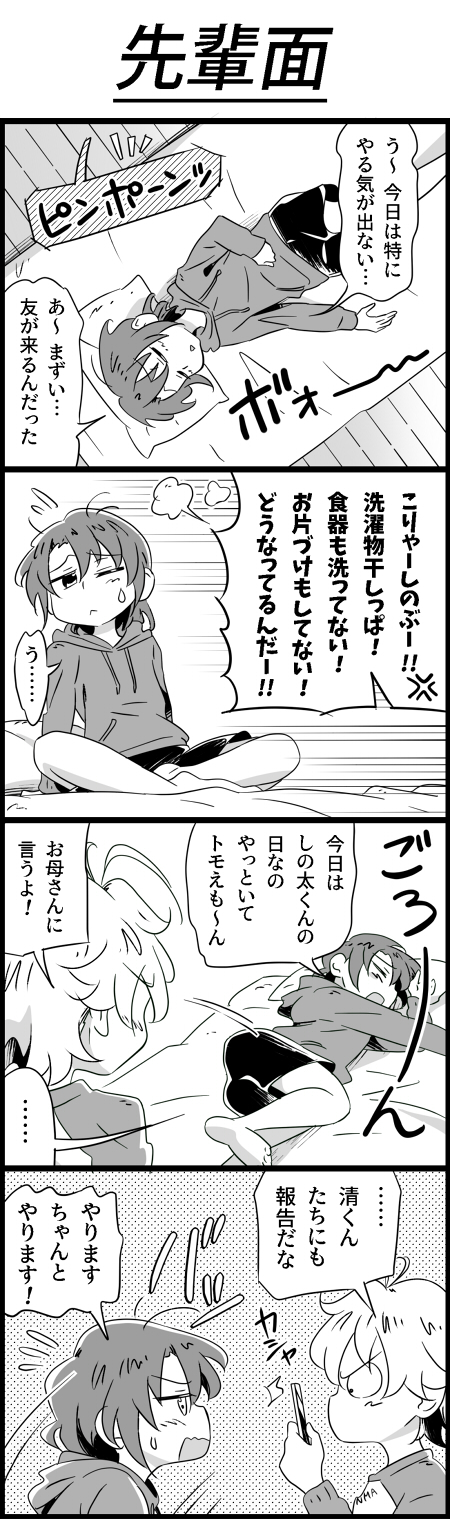 先輩面
う〜 今日は特に
やる気が出ない…
ピンポーンッ
あ〜 まずい…
友が来るんだった
ボォ——〜
こりゃーしのぶー!!
洗濯物干しっぱ!
食器も洗ってない!
お片づけもしてない!
どうなってるんだー!!
う……
ごろーん
今日は
しの太くんの
日なの
やっといて
トモえも〜ん
お母さんに
言うよ!
……
……
清くん
たちにも
報告だな
カシャ
やります
ちゃんと
やります!
NHA